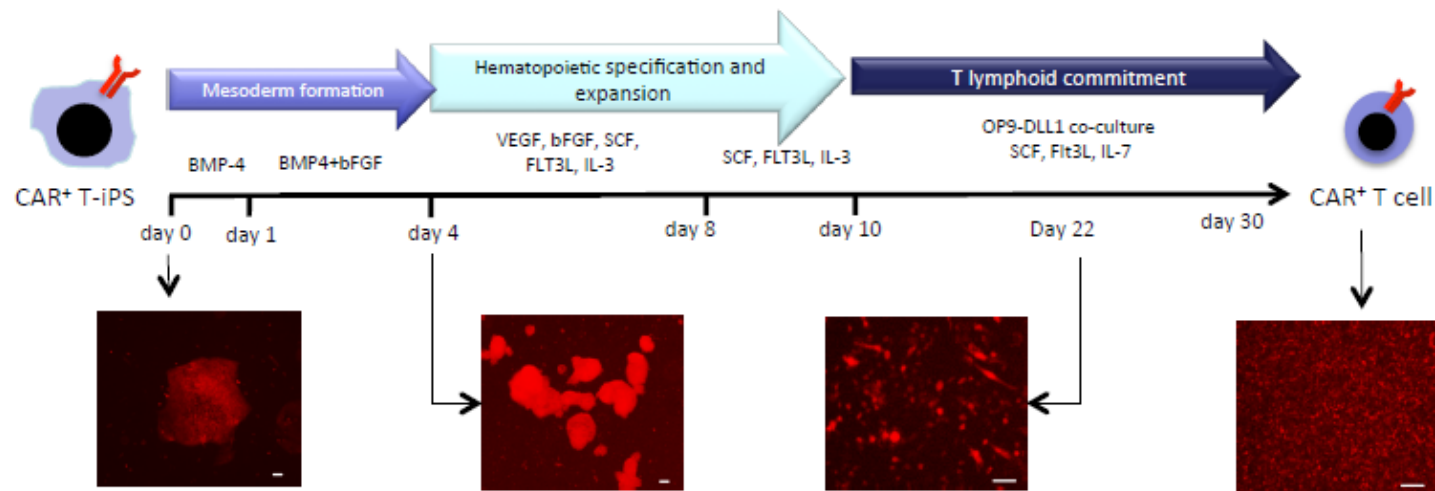 Mesoderm formation
Hematopoietic specification and
expansion
T lymphoid commitment
BMP-4
BMP4+bFGF
VEGF, bFGF, SCF,
FLT3L, IL-3
SCF, FLT3L, IL-3
OP9-DLL1 co-culture
SCF, Flt3L, IL-7
CAR⁺ T-iPS
CAR⁺ T cell
day 0
day 1
day 4
day 8
day 10
Day 22
day 30